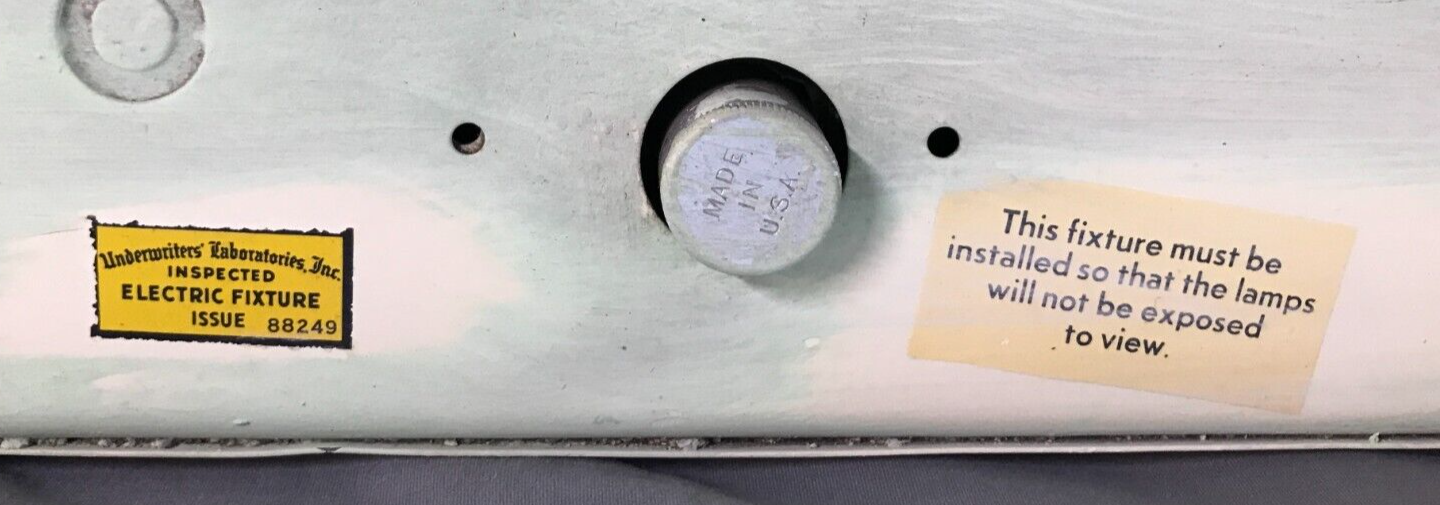 Underwriters' Laboratories, Inc.
INSPECTED
ELECTRIC FIXTURE
ISSUE 88249
MADE
IN
U.S.A.
This fixture must be
installed so that the lamps
will not be exposed
to view.